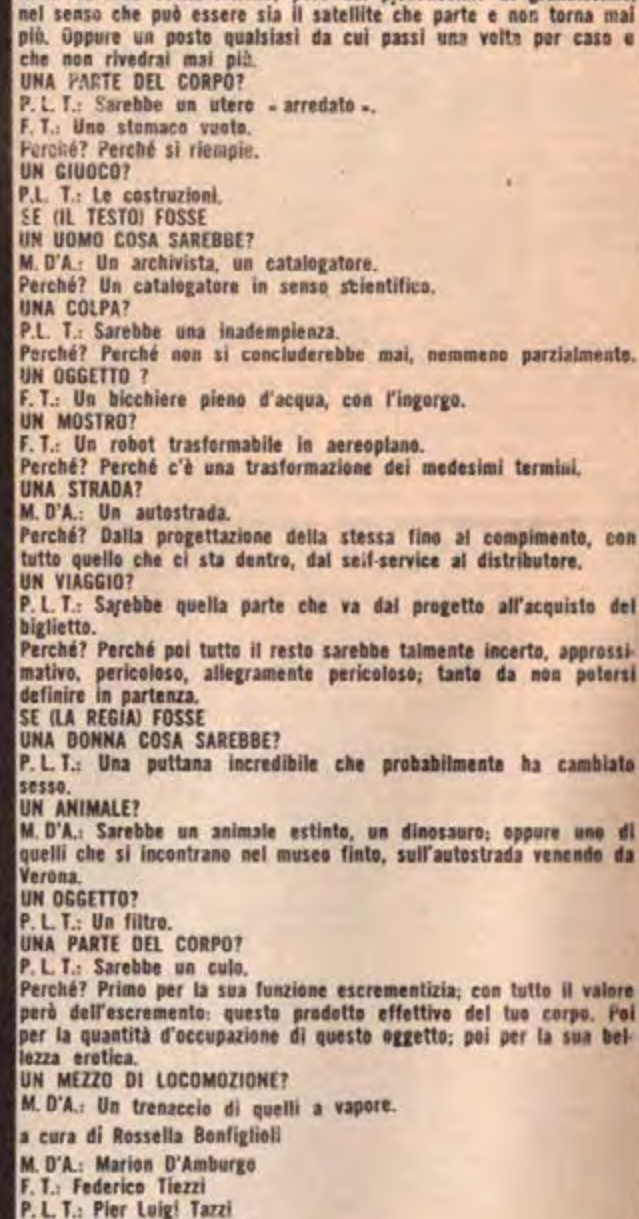 nel senso che può essere sia il satellite che parte e non torna mai
più. Oppure un posto qualsiasi da cui passi una volta per caso e
che non rivedrai mai più.
UNA PARTE DEL CORPO?
P. L. T.: Sarebbe un utero « arredato ».
F. T.: Uno stomaco vuoto.
Perché? Perché si riempie.
UN GIUOCO?
P.L. T.: Le costruzioni.
SE (IL TESTO) FOSSE
UN UOMO COSA SAREBBE?
M. D'A.: Un archivista, un catalogatore.
Perché? Un catalogatore in senso scientifico.
UNA COLPA?
P.L. T.: Sarebbe una inadempienza.
Perché? Perché non si concluderebbe mai, nemmeno parzialmente.
UN OGGETTO ?
F. T.: Un bicchiere pieno d'acqua, con l'ingorgo.
UN MOSTRO?
F. T.: Un robot trasformabile in aereoplano.
Perché? Perché c'è una trasformazione dei medesimi termini.
UNA STRADA?
M. D'A.: Un autostrada.
Perché? Dalla progettazione della stessa fino al compimento, con
tutto quello che ci sta dentro, dal self-service al distributore.
UN VIAGGIO?
P. L. T.: Sarebbe quella parte che va dal progetto all'acquisto del
biglietto.
Perché? Perché poi tutto il resto sarebbe talmente incerto, approssi-
mativo, pericoloso, allegramente pericoloso; tanto da non potersi
definire in partenza.
SE (LA REGIA) FOSSE
UNA DONNA COSA SAREBBE?
P. L. T.: Una puttana incredibile che probabilmente ha cambiato
sesso.
UN ANIMALE?
M. D'A.: Sarebbe un animale estinto, un dinosauro; oppure uno di
quelli che si incontrano nel museo finto, sull'autostrada venendo da
Verona.
UN OGGETTO?
P. L. T.: Un filtro.
UNA PARTE DEL CORPO?
P. L. T.: Sarebbe un culo.
Perché? Primo per la sua funzione escrementizia; con tutto il valore
però dell'escremento: questo prodotto effettivo del tuo corpo. Poi
per la quantità d'occupazione di questo oggetto; poi per la sua bel-
lezza erotica.
UN MEZZO DI LOCOMOZIONE?
M. D'A.: Un trenaccio di quelli a vapore.
a cura di Rossella Bonfiglioli
M. D'A.: Marion D'Amburgo
F. T.: Federico Tiezzi
P. L. T.: Pier Luigi Tazzi